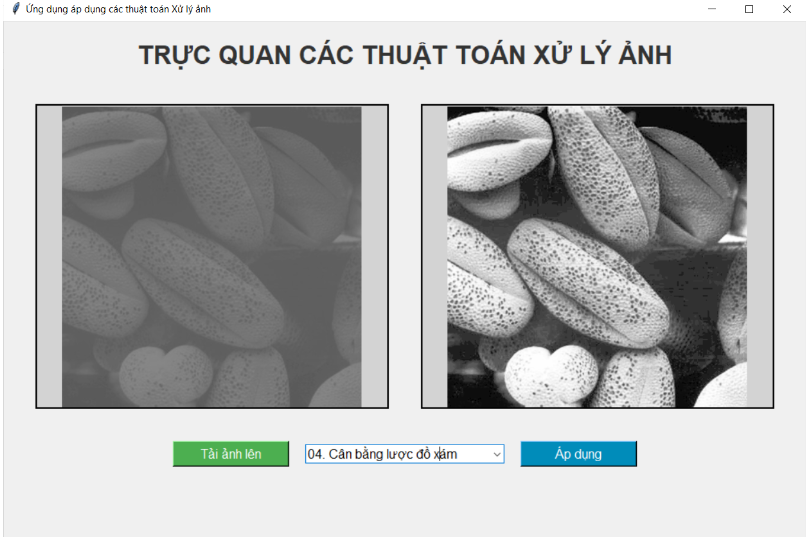 Ứng dụng áp dụng các thuật toán Xử lý ảnh
TRỰC QUAN CÁC THUẬT TOÁN XỬ LÝ ẢNH
Tải ảnh lên
04. Cân bằng lược đồ xám
Áp dụng